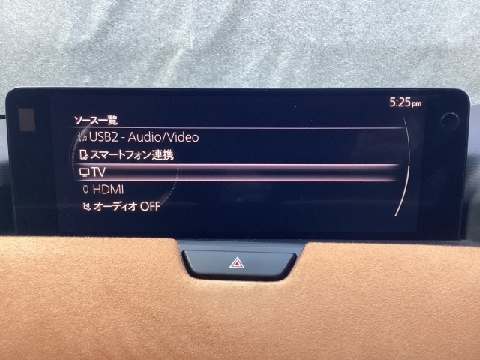 5:25pm
ソース一覧
USB2 - Audio/Video
スマートフォン連携
TV
HDMI
オーディオ OFF